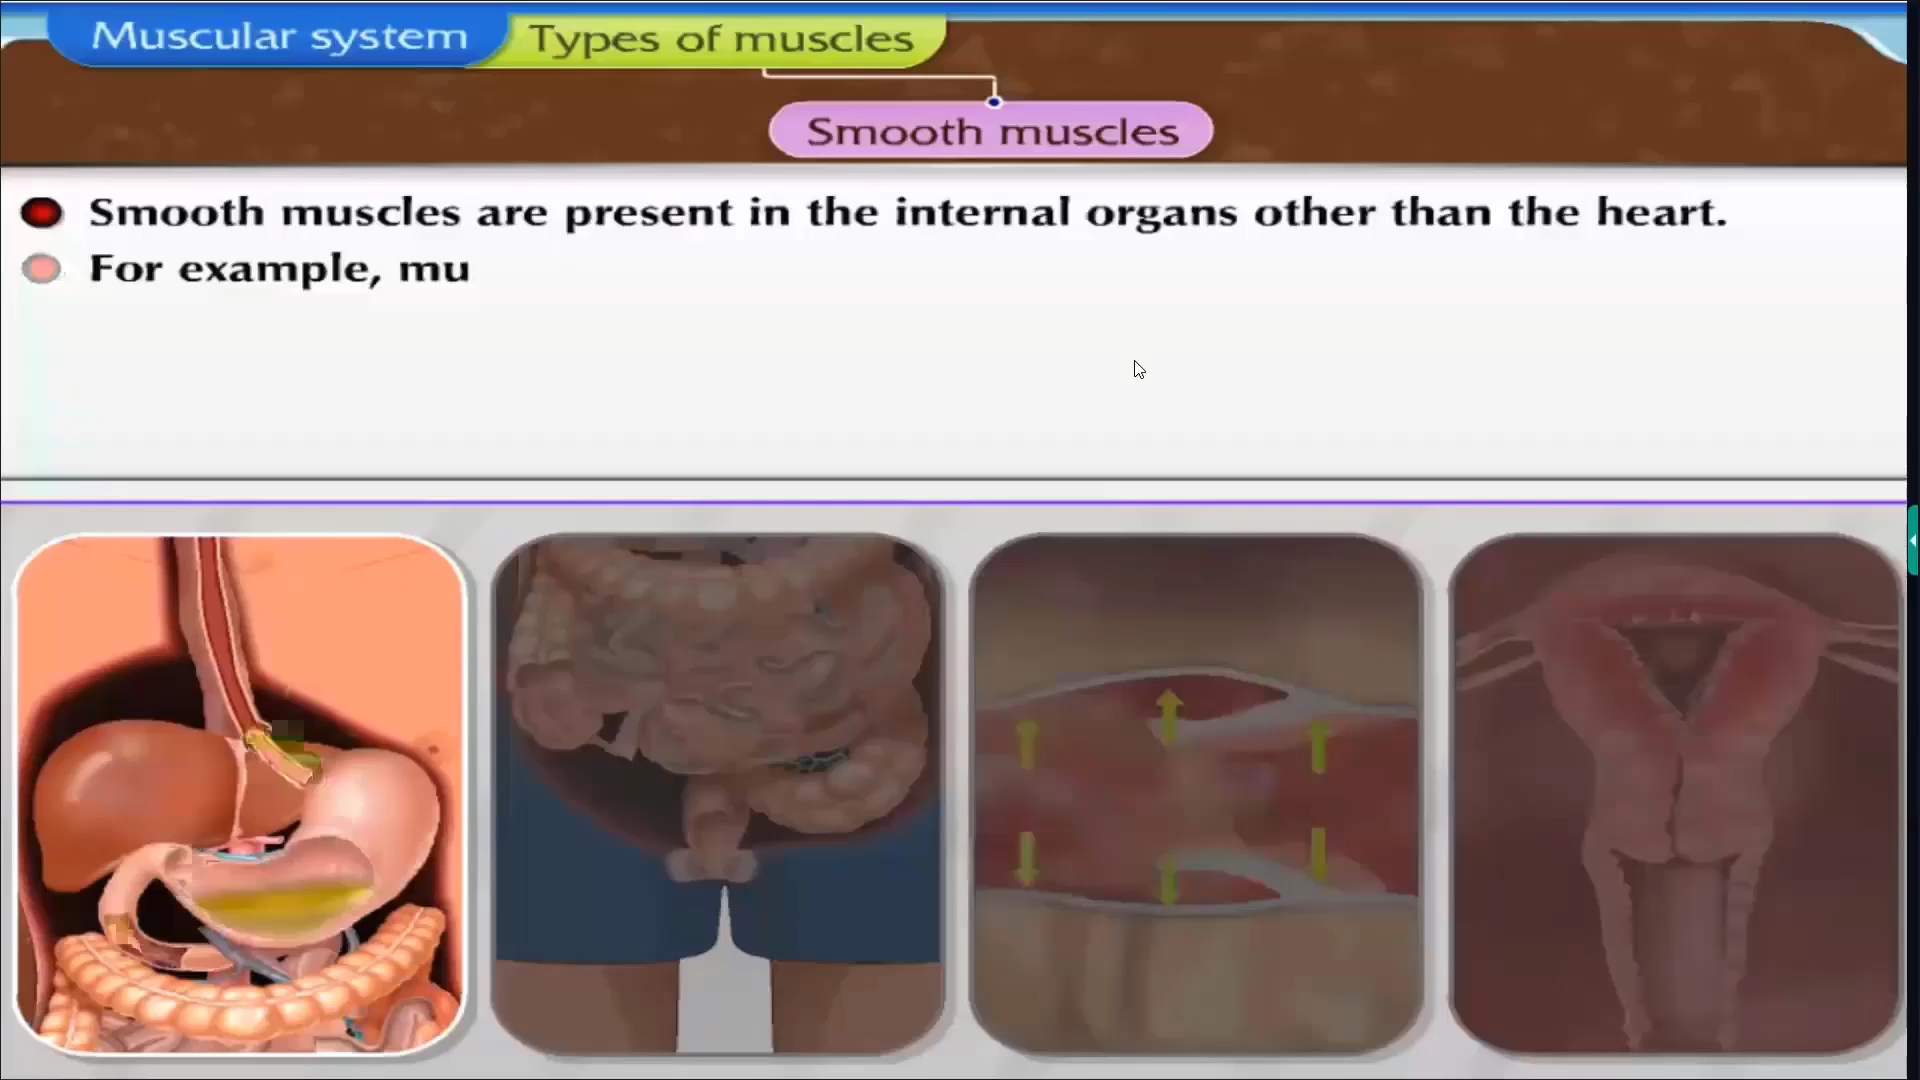 Muscular system
Types of muscles
Smooth muscles
Smooth muscles are present in the internal organs other than the heart.
For example, mu